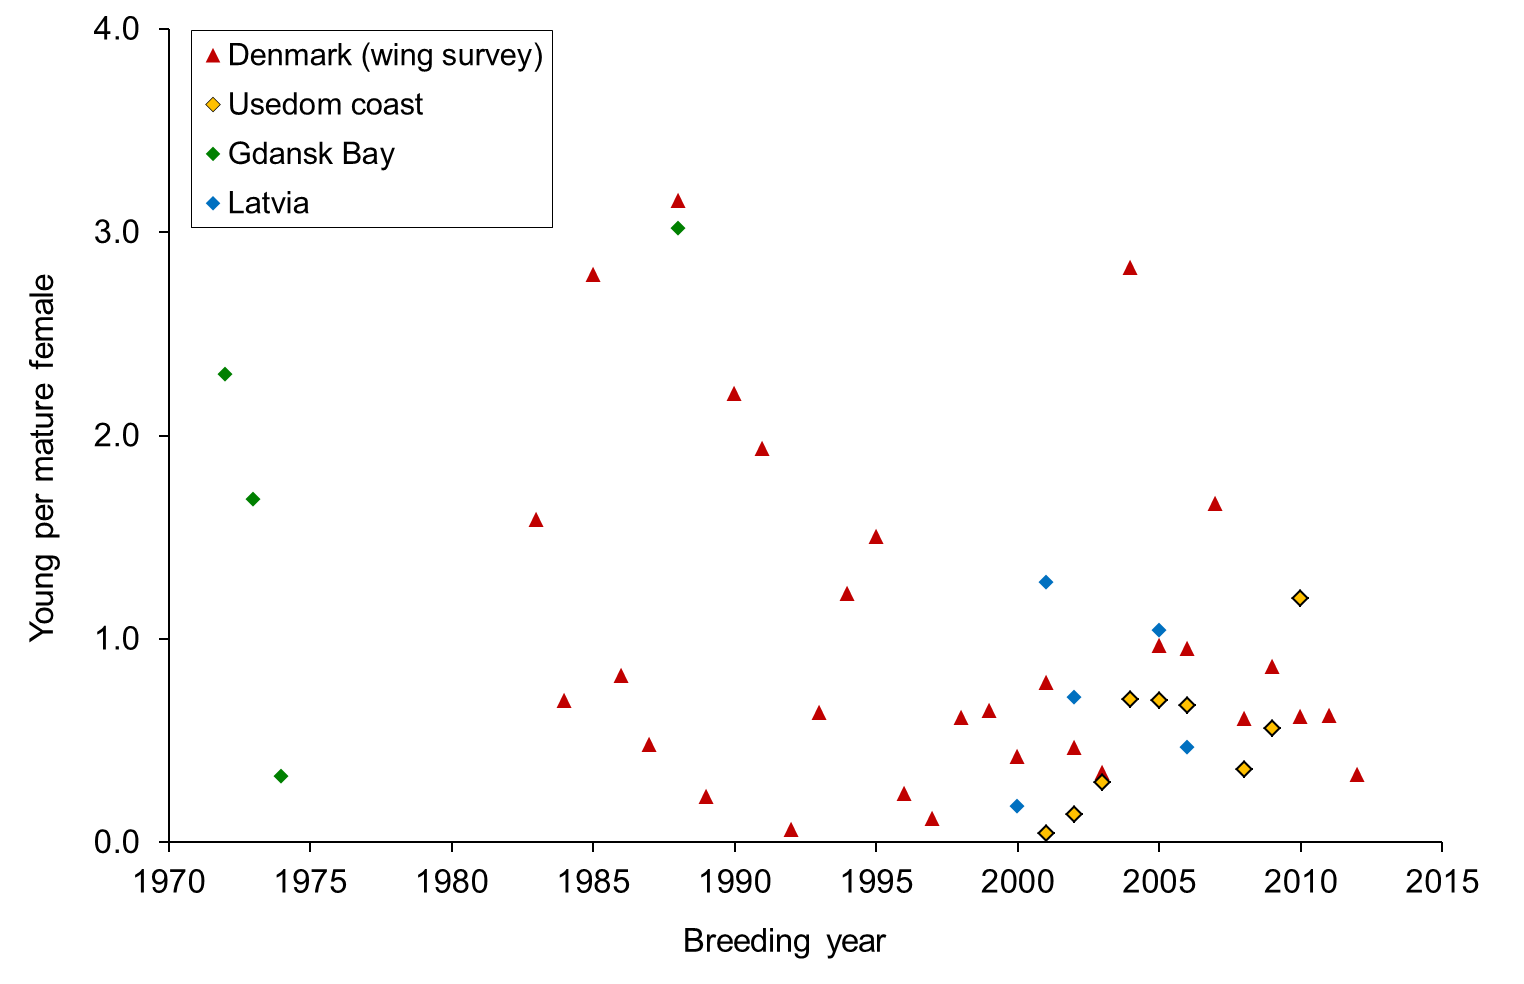 4.0
3.0
2.0
1.0
0.0
Young per mature female
Denmark (wing survey)
Usedom coast
Gdansk Bay
Latvia
1970 1975 1980 1985 1990 1995 2000 2005 2010 2015
Breeding year